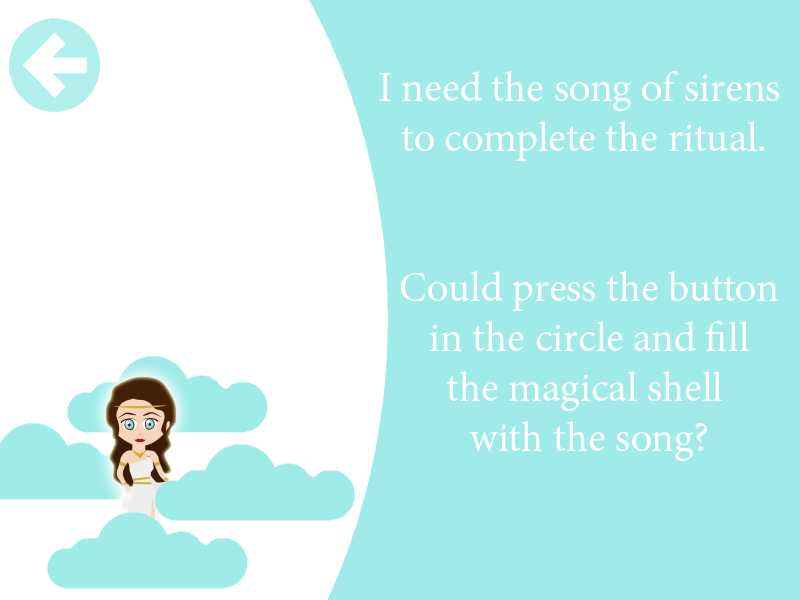 I need the song of sirens
to complete the ritual.
Could press the button
in the circle and fill
the magical shell
with the song?